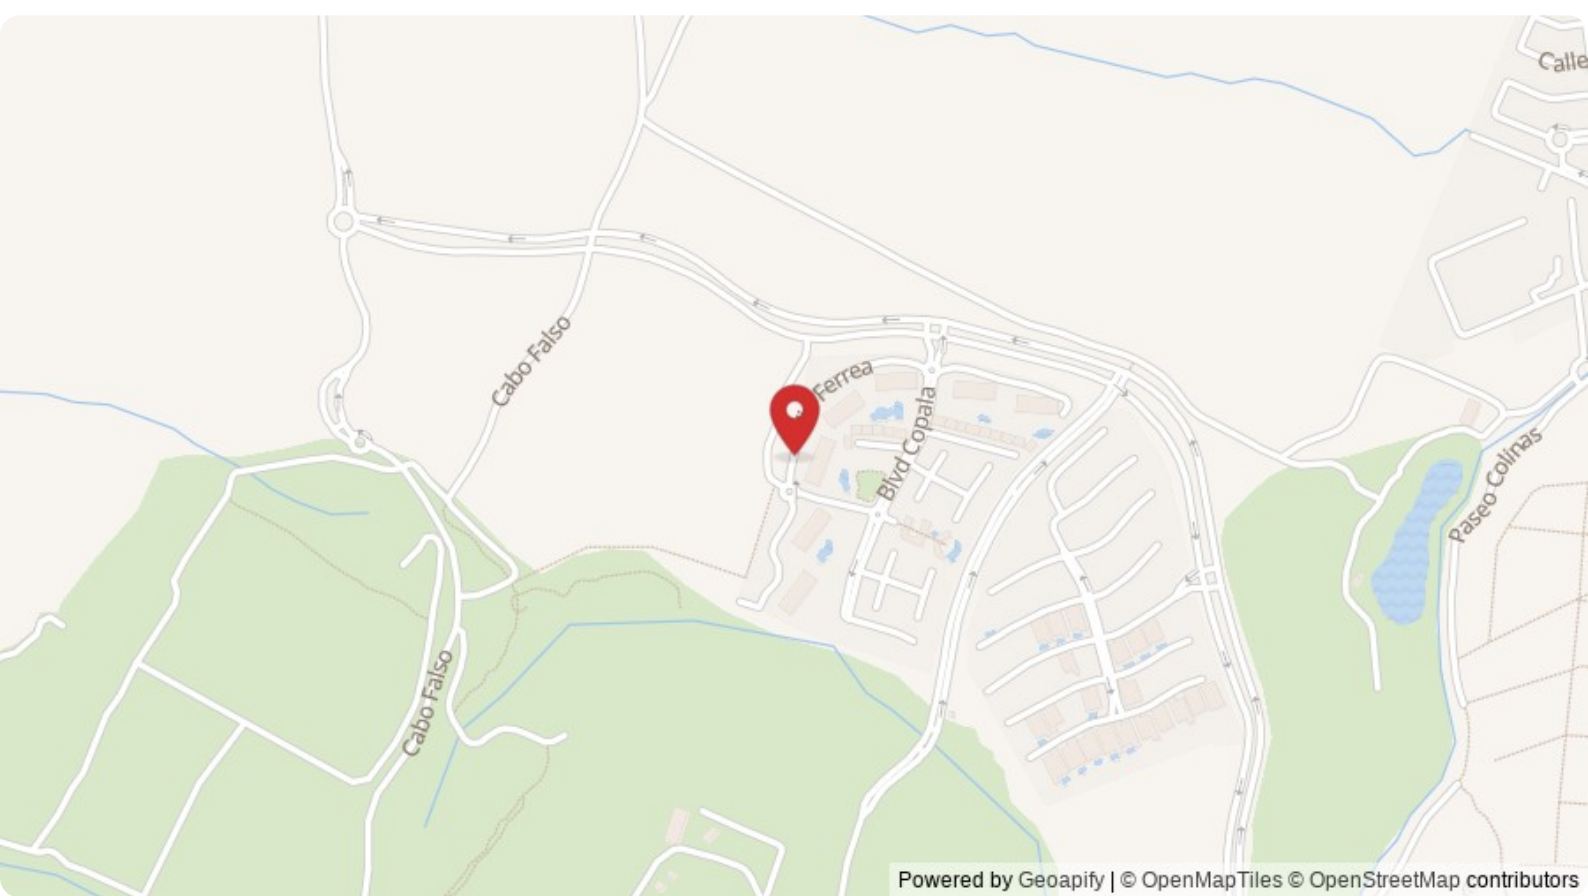 Calle
Cabo Falso
Ferrea
Blvd Copala
Paseo Colinas
Cabo Falso
Powered by Geoapify | © OpenMapTiles © OpenStreetMap contributors